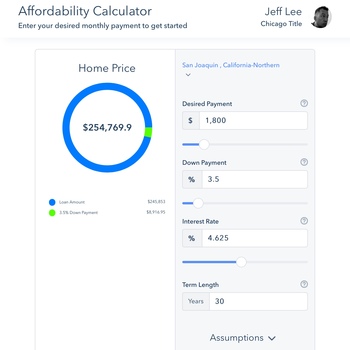 Affordability Calculator
Enter your desired monthly payment to get started
Jeff Lee
Chicago Title
Home Price
$254,769.9
Loan Amount
$245,853
3.5% Down Payment
$8,916.95
San Joaquin , California-Northern
Desired Payment
$ 1,800
Down Payment
% 3.5
Interest Rate
% 4.625
Term Length
Years 30
Assumptions